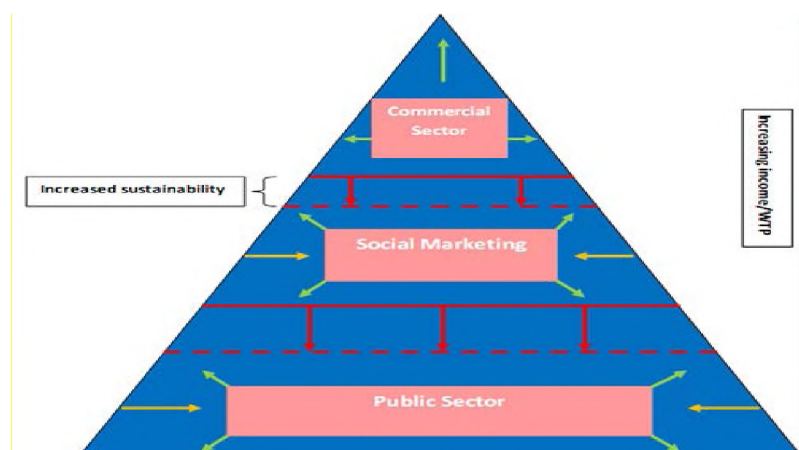 Commercial
Sector
Increased sustainability
Increasing income/WTP
Social Marketing
Public Sector